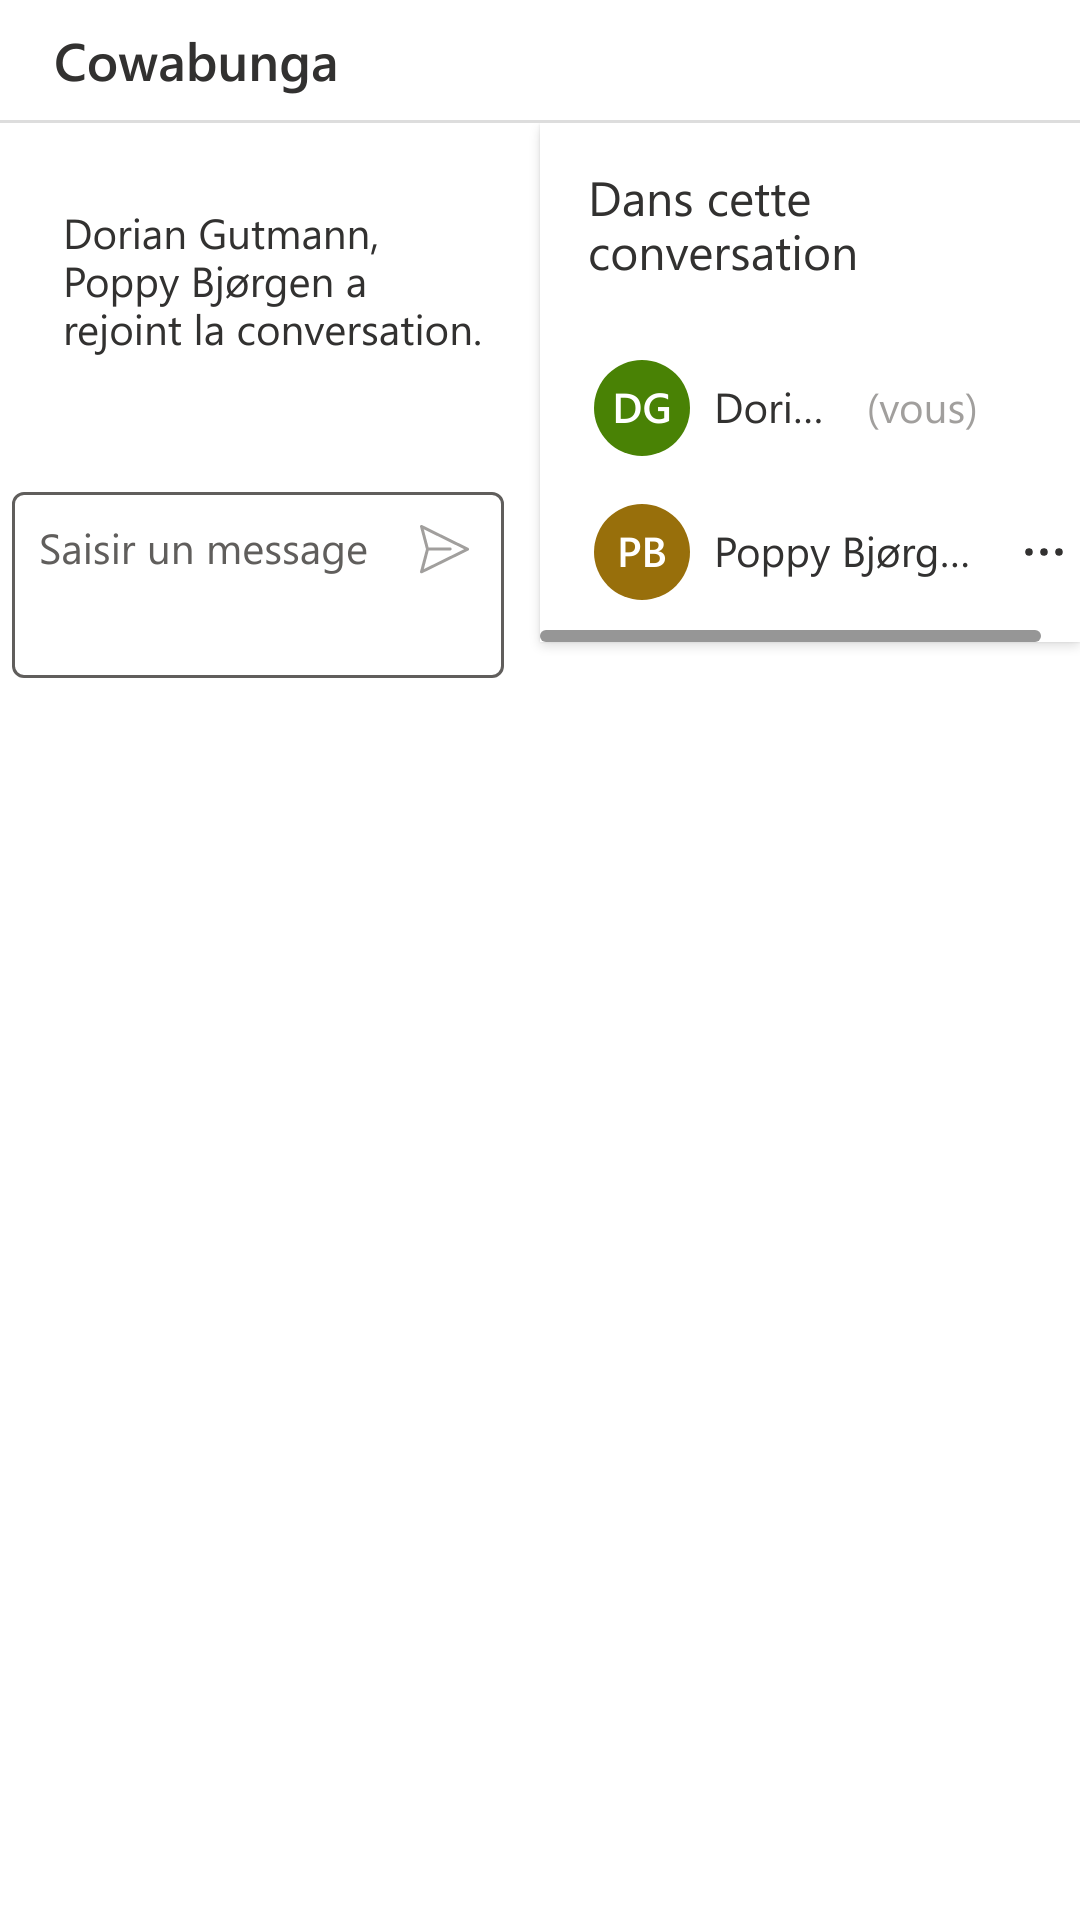 Cowabunga
Dorian Gutmann,
Poppy Bjørgen a
rejoint la conversation.
Saisir un message
Dans cette
conversation
DG Dori... (vous)
PB Poppy Bjørg...